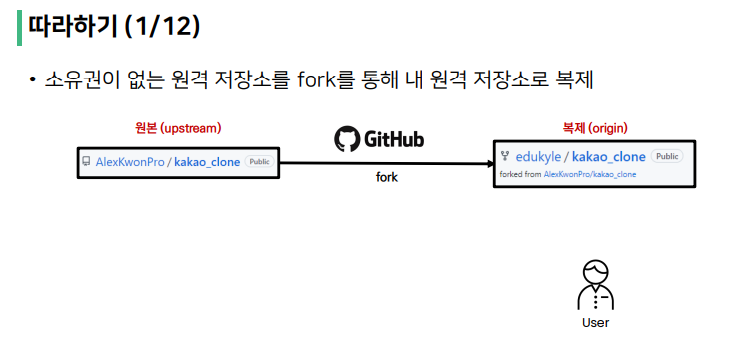 따라하기 (1/12)
• 소유권이 없는 원격 저장소를 fork를 통해 내 원격 저장소로 복제
원본 (upstream)
GitHub
복제 (origin)
AlexKwonPro / kakao_clone Public
fork
edukyle / kakao_clone Public
forked from AlexKwonPro/kakao_clone
User